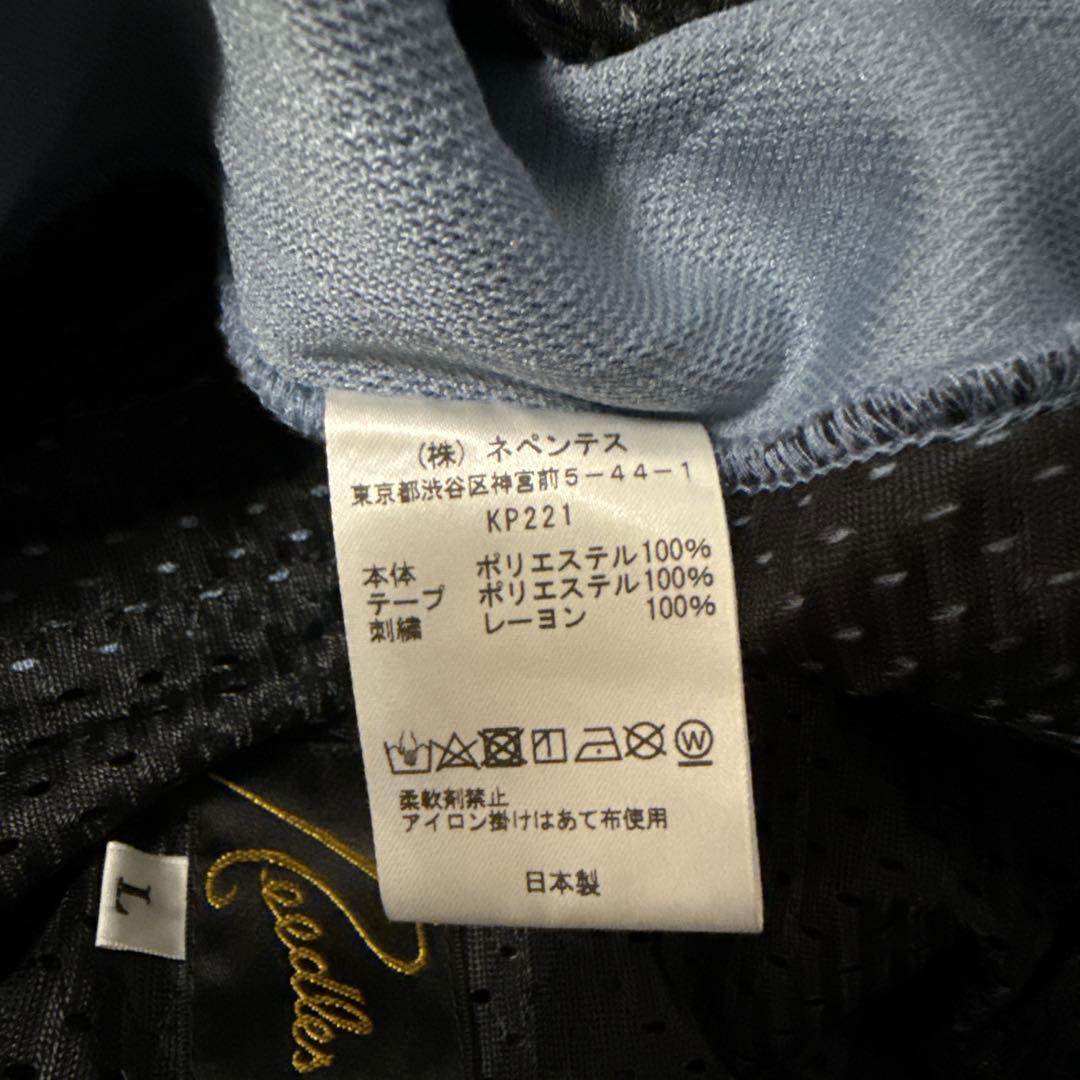 (株) ネペンテス
東京都渋谷区神宮前5-44-1
KP221
本体 ポリエステル100%
テープ ポリエステル100%
刺繍 レーヨン 100%
W
柔軟剤禁止
アイロン掛けはあて布使用
日本製
L
Needles